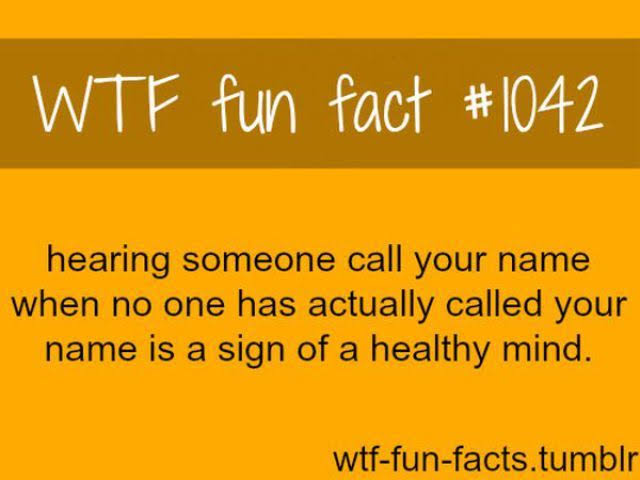 WTF fun fact #1042
hearing someone call your name
when no one has actually called your
name is a sign of a healthy mind.
wtf-fun-facts.tumblr